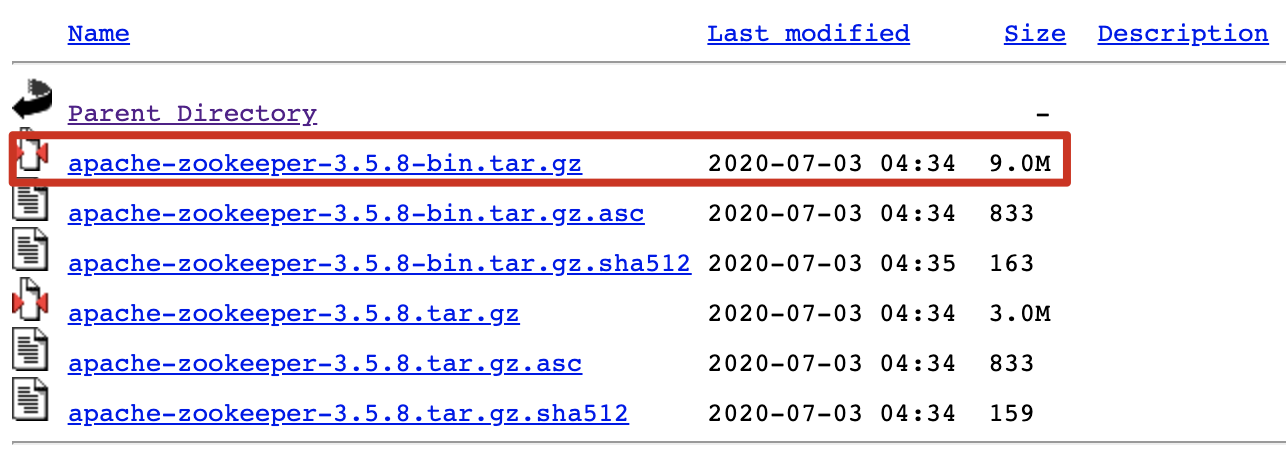 Name Last modified Size Description
Parent Directory -
apache-zookeeper-3.5.8-bin.tar.gz 2020-07-03 04:34 9.0M
apache-zookeeper-3.5.8-bin.tar.gz.asc 2020-07-03 04:34 833
apache-zookeeper-3.5.8-bin.tar.gz.sha512 2020-07-03 04:35 163
apache-zookeeper-3.5.8.tar.gz 2020-07-03 04:34 3.0M
apache-zookeeper-3.5.8.tar.gz.asc 2020-07-03 04:34 833
apache-zookeeper-3.5.8.tar.gz.sha512 2020-07-03 04:34 159